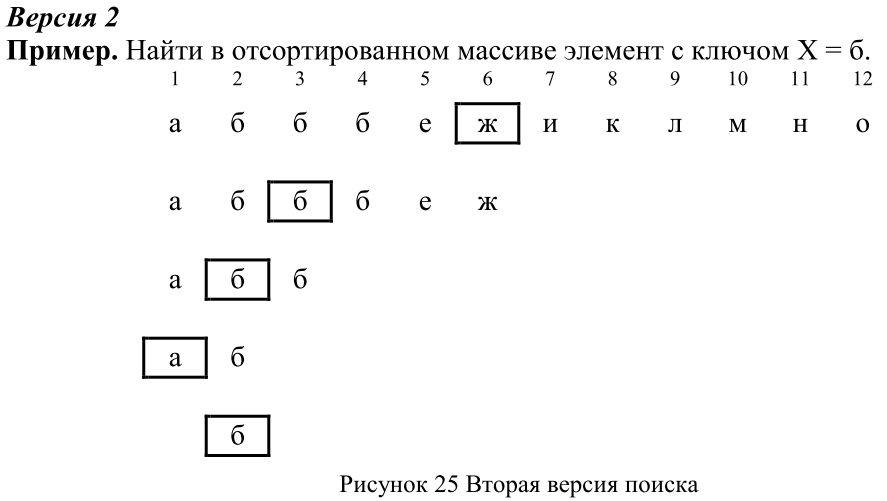 Версия 2
Пример. Найти в отсортированном массиве элемент с ключом X = б.
1 2 3 4 5 6 7 8 9 10 11 12
а б б б е ж и к л м н о
а б б б е ж
а б б
а б
б
Рисунок 25 Вторая версия поиска